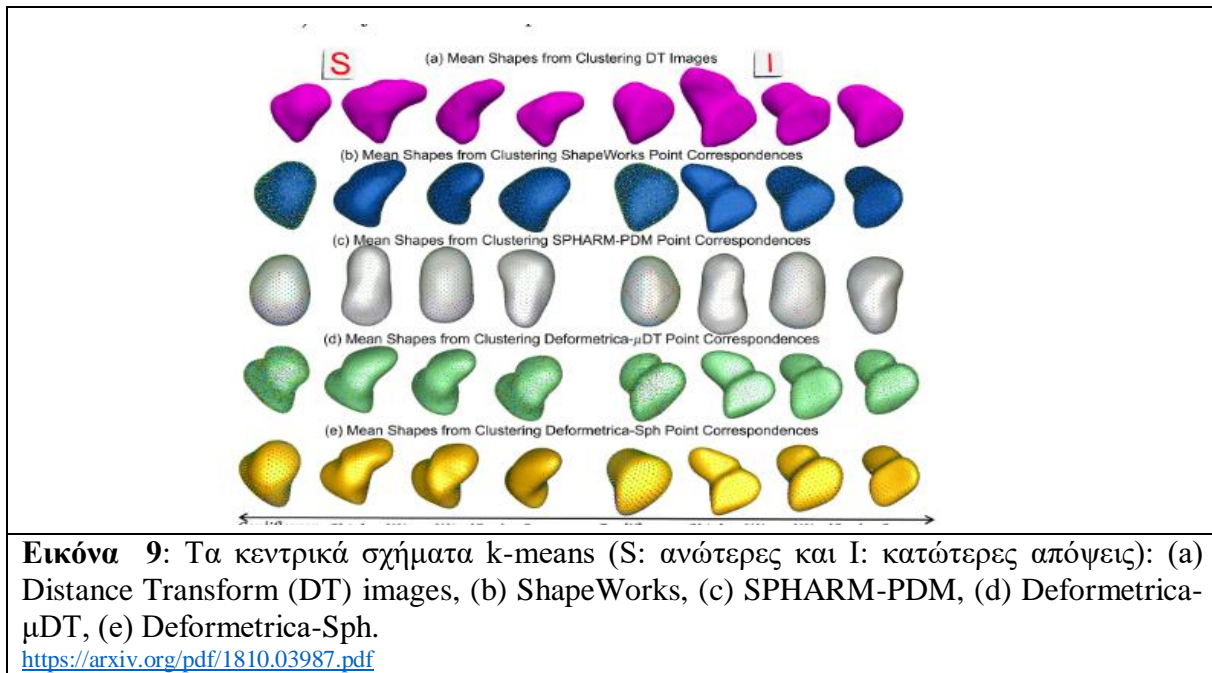 (a) Mean Shapes from Clustering DT Images
S
I
(b) Mean Shapes from Clustering ShapeWorks Point Correspondences
(c) Mean Shapes from Clustering SPHARM-PDM Point Correspondences
(d) Mean Shapes from Clustering Deformetrica-μDT Point Correspondences
(e) Mean Shapes from Clustering Deformetrica-Sph Point Correspondences
Εικόνα 9: Τα κεντρικά σχήματα k-means (S: ανώτερες και I: κατώτερες απόψεις): (a)
Distance Transform (DT) images, (b) ShapeWorks, (c) SPHARM-PDM, (d) Deformetrica-
μDT, (e) Deformetrica-Sph.
https://arxiv.org/pdf/1810.03987.pdf